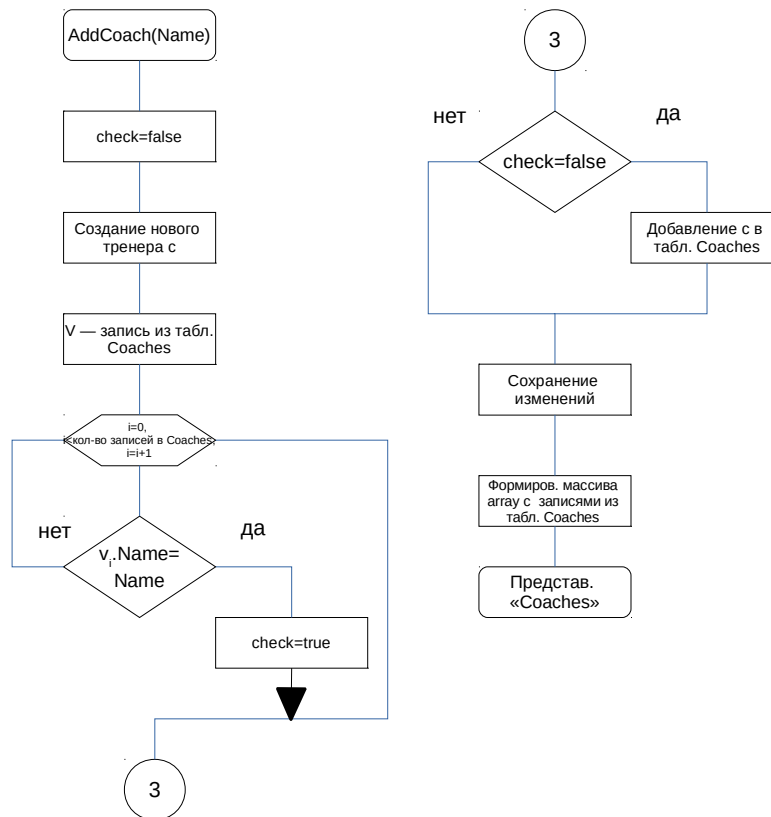 AddCoach(Name)
check=false
Создание нового
тренера c
V — запись из табл.
Coaches
i=0,
i<кол-во записей в Coaches,
i=i+1
нет
да
vi.Name=
Name
check=true
3
3
нет
да
check=false
Добавление c в
табл. Coaches
Сохранение
изменений
Формиров. массива
array с записями из
табл. Coaches
Представ.
«Coaches»